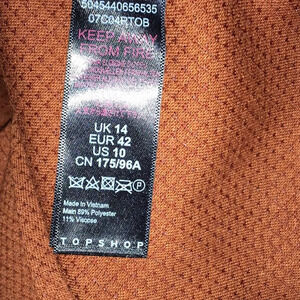 5045440656535
07C04RTOB
KEEP AWAY
FROM FIRE
UK 14
EUR 42
US 10
CN 175/96A
Made in Vietnam
Main 89% Polyester
11% Viscose
TOPSHOP